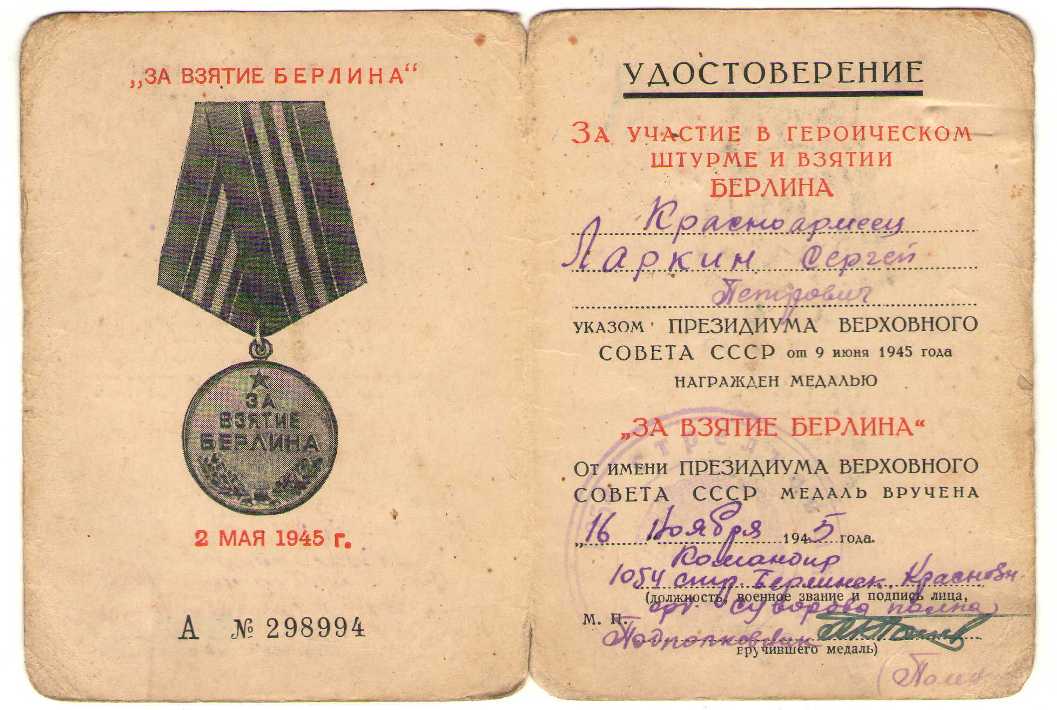 „ЗА ВЗЯТИЕ БЕРЛИНА“
ЗА
ВЗЯТИЕ
БЕРЛИНА
2 МАЯ 1945 г.
А № 298994
УДОСТОВЕРЕНИЕ
ЗА УЧАСТИЕ В ГЕРОИЧЕСКОМ
ШТУРМЕ И ВЗЯТИИ
БЕРЛИНА
Красноармеец
Ларкин Сергей
Петрович
УКАЗОМ ПРЕЗИДИУМА ВЕРХОВНОГО
СОВЕТА СССР от 9 июня 1945 года
НАГРАЖДЕН МЕДАЛЬЮ
„ЗА ВЗЯТИЕ БЕРЛИНА“
ОТ ИМЕНИ ПРЕЗИДИУМА ВЕРХОВНОГО
СОВЕТА СССР МЕДАЛЬ ВРУЧЕНА
„16 Ноября 1945 года.
Командир
1054 стр. Берлинск. Краснозн.
(должность, военное звание и подпись лица,
орд. Суворова полка
М. П.
Подполковник
вручившего медаль)